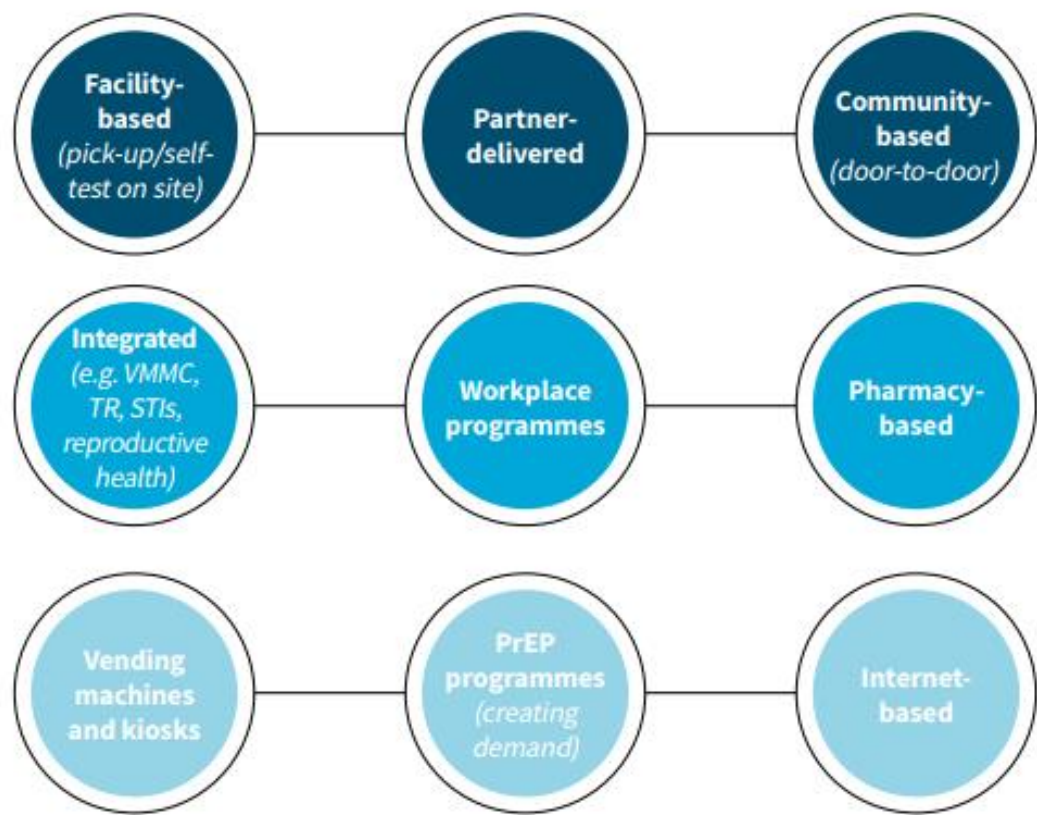 Facility-
based
(pick-up/self-
test on site)
Partner-
delivered
Community-
based
(door-to-door)
Integrated
(e.g. VMMC,
TR, STIs,
reproductive
health)
Workplace
programmes
Pharmacy-
based
Vending
machines
and kiosks
PrEP
programmes
(creating
demand)
Internet-
based